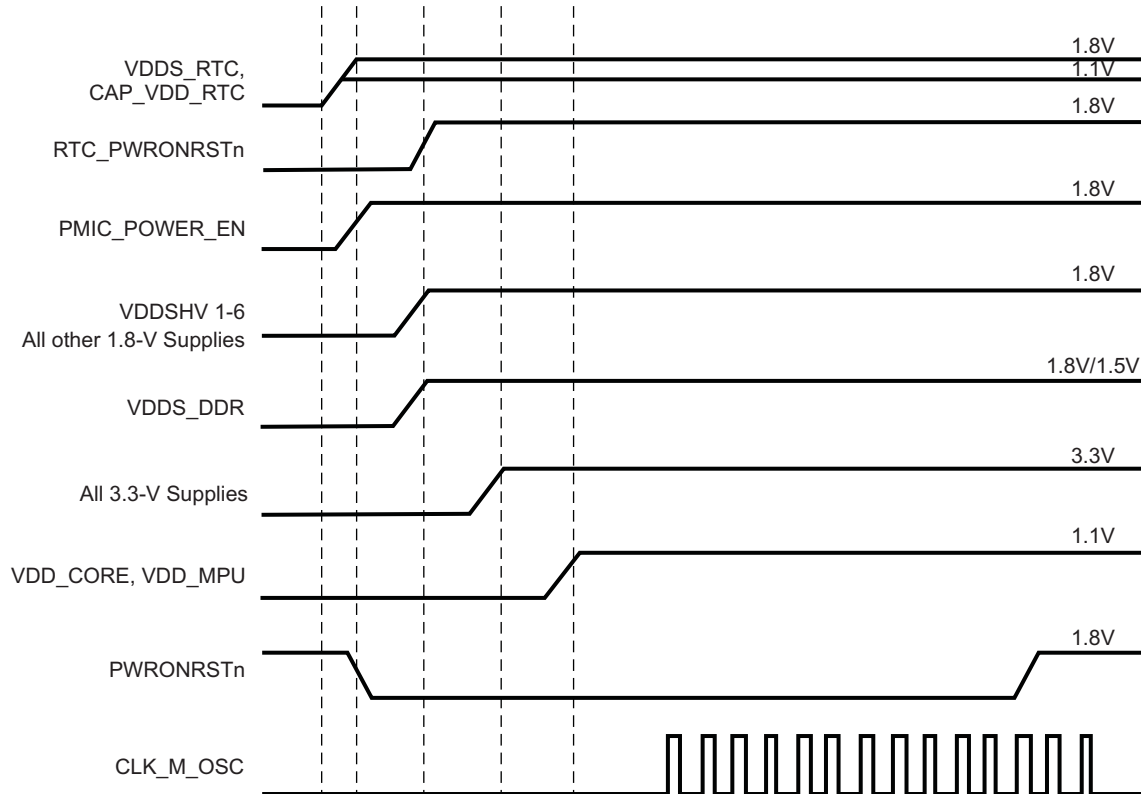 1.8V
VDDS_RTC,
1.1V
CAP_VDD_RTC
1.8V
RTC_PWRONRSTn
1.8V
PMIC_POWER_EN
1.8V
VDDSHV 1-6
All other 1.8-V Supplies
1.8V/1.5V
VDDS_DDR
3.3V
All 3.3-V Supplies
1.1V
VDD_CORE, VDD_MPU
1.8V
PWRONRSTn
CLK_M_OSC